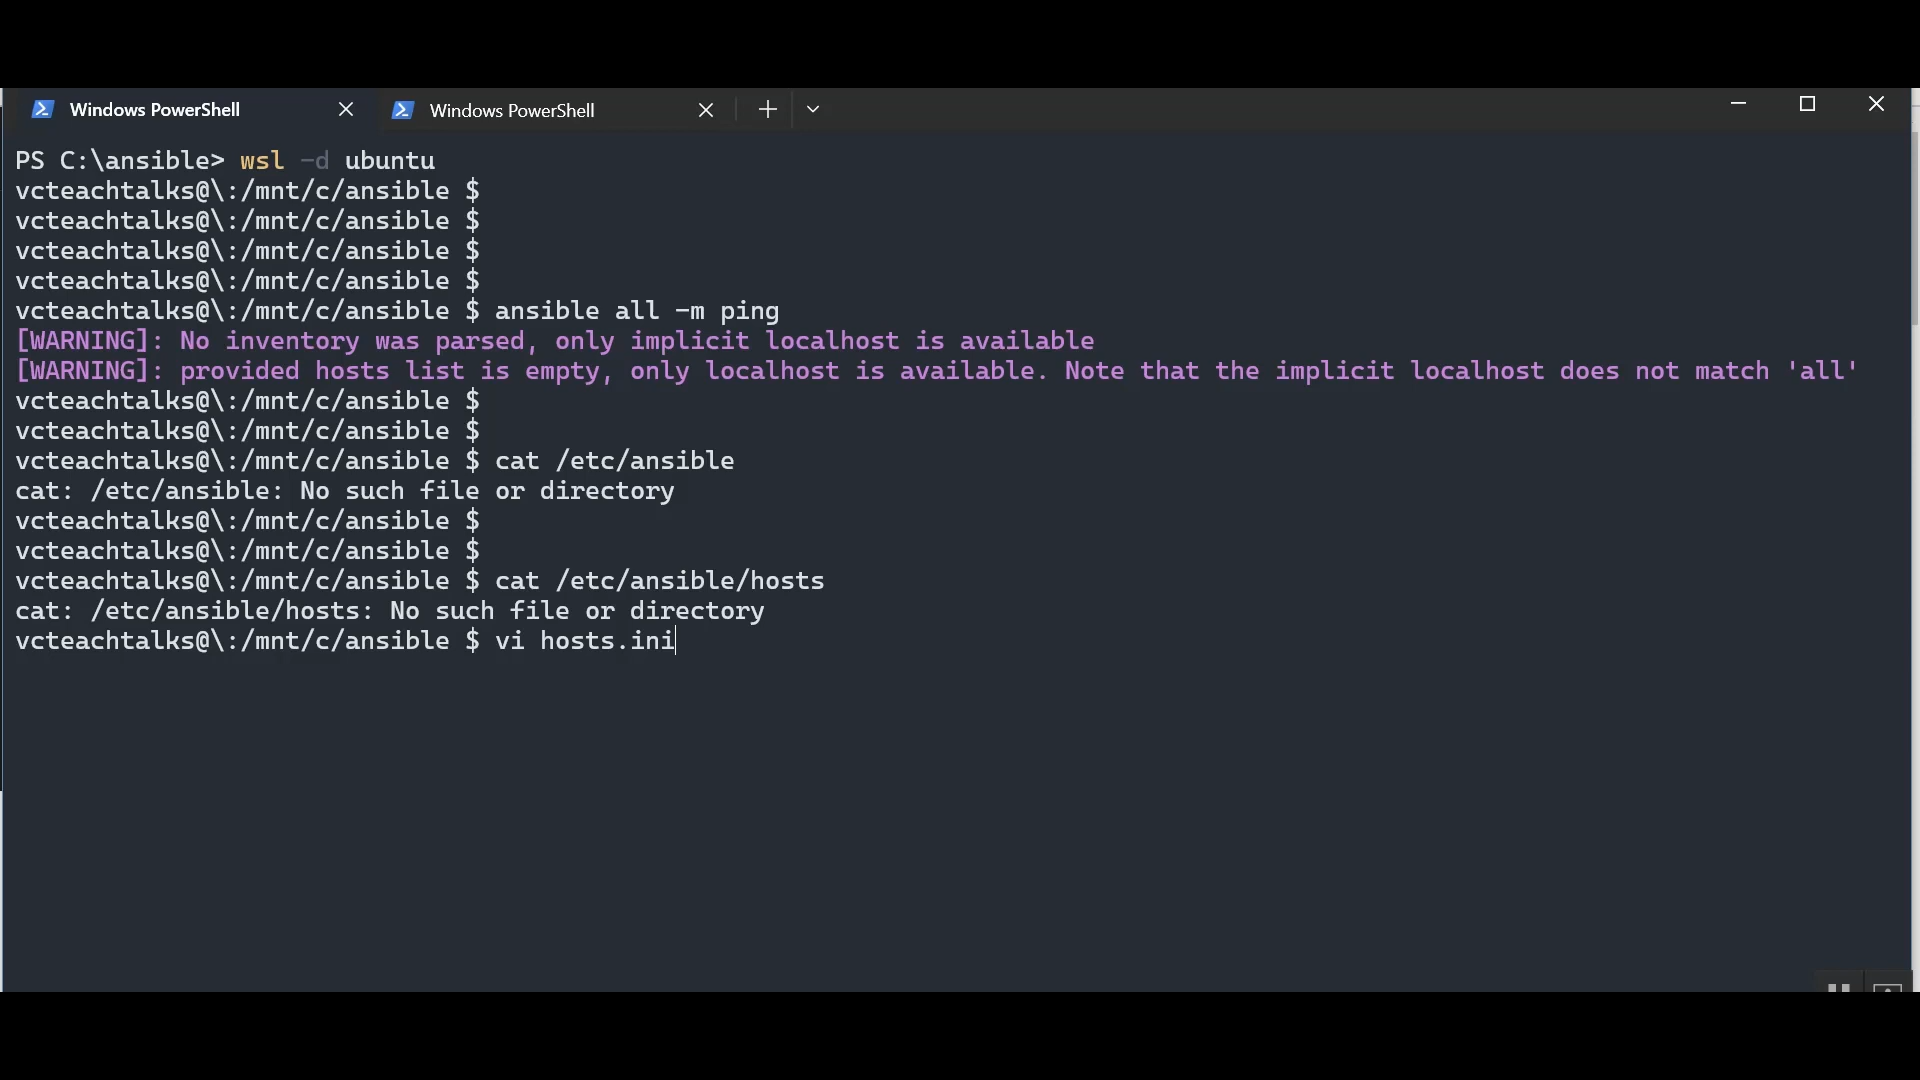 Windows PowerShell Windows PowerShell
PS C:\ansible> wsl -d ubuntu
vcteachtalks@\:/mnt/c/ansible $
vcteachtalks@\:/mnt/c/ansible $
vcteachtalks@\:/mnt/c/ansible $
vcteachtalks@\:/mnt/c/ansible $
vcteachtalks@\:/mnt/c/ansible $ ansible all -m ping
[WARNING]: No inventory was parsed, only implicit localhost is available
[WARNING]: provided hosts list is empty, only localhost is available. Note that the implicit localhost does not match 'all'
vcteachtalks@\:/mnt/c/ansible $
vcteachtalks@\:/mnt/c/ansible $
vcteachtalks@\:/mnt/c/ansible $ cat /etc/ansible
cat: /etc/ansible: No such file or directory
vcteachtalks@\:/mnt/c/ansible $
vcteachtalks@\:/mnt/c/ansible $
vcteachtalks@\:/mnt/c/ansible $ cat /etc/ansible/hosts
cat: /etc/ansible/hosts: No such file or directory
vcteachtalks@\:/mnt/c/ansible $ vi hosts.ini